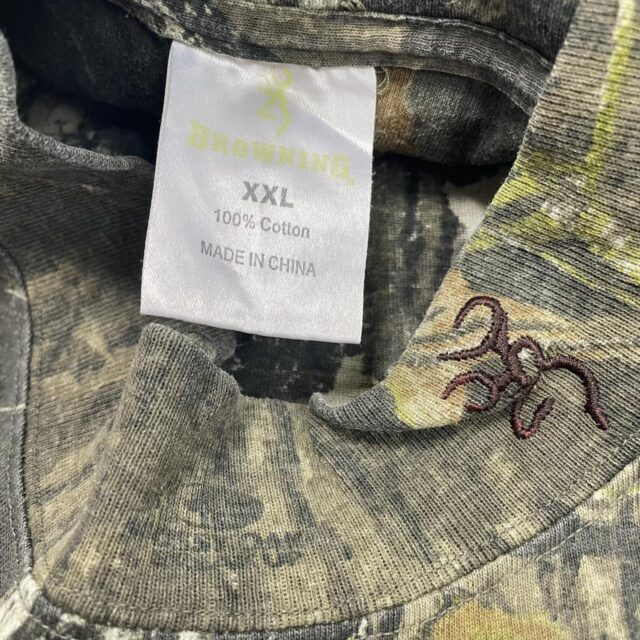 BROWNING®
XXL
100% Cotton
MADE IN CHINA